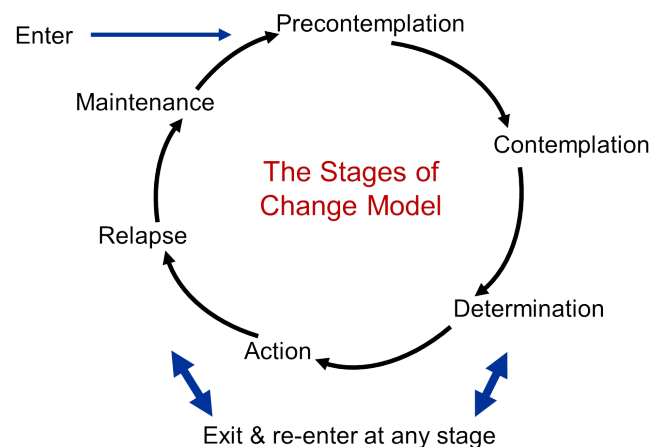 Enter
Precontemplation
Maintenance
Contemplation
The Stages of
Change Model
Relapse
Determination
Action
Exit & re-enter at any stage